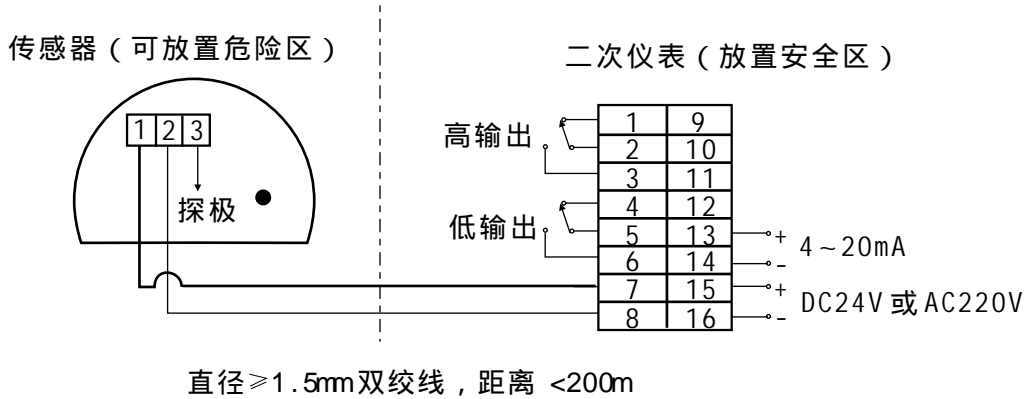 传感器（可放置危险区）
二次仪表（放置安全区）
1 2 3
探极
高输出
低输出
1 9
2 10
3 11
4 12
5 13
6 14
7 15
8 16
+ 4~20mA
-
+ DC24V或AC220V
-
直径≥1.5mm双绞线，距离 <200m